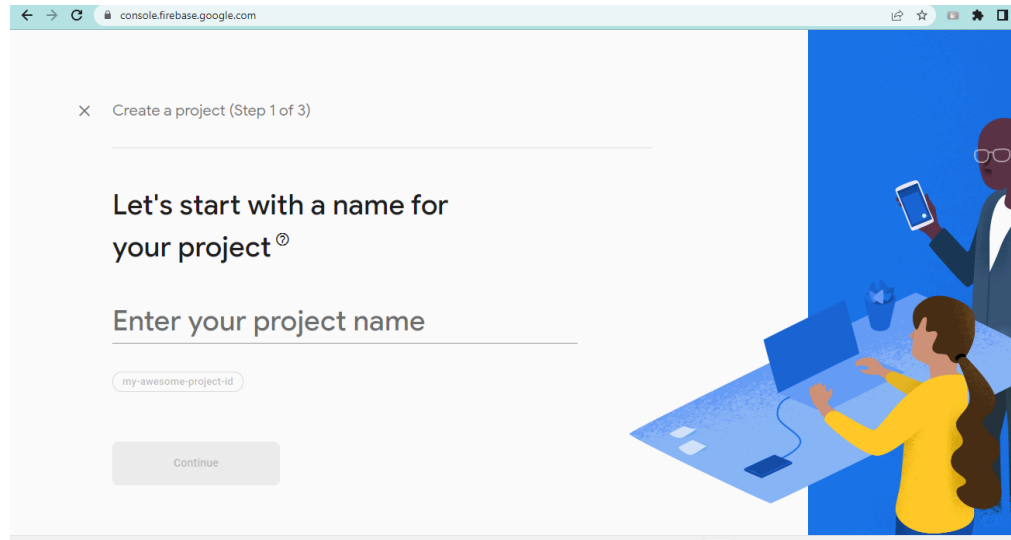 console.firebase.google.com
Create a project (Step 1 of 3)
Let's start with a name for
your project ?
Enter your project name
my-awesome-project-id
Continue